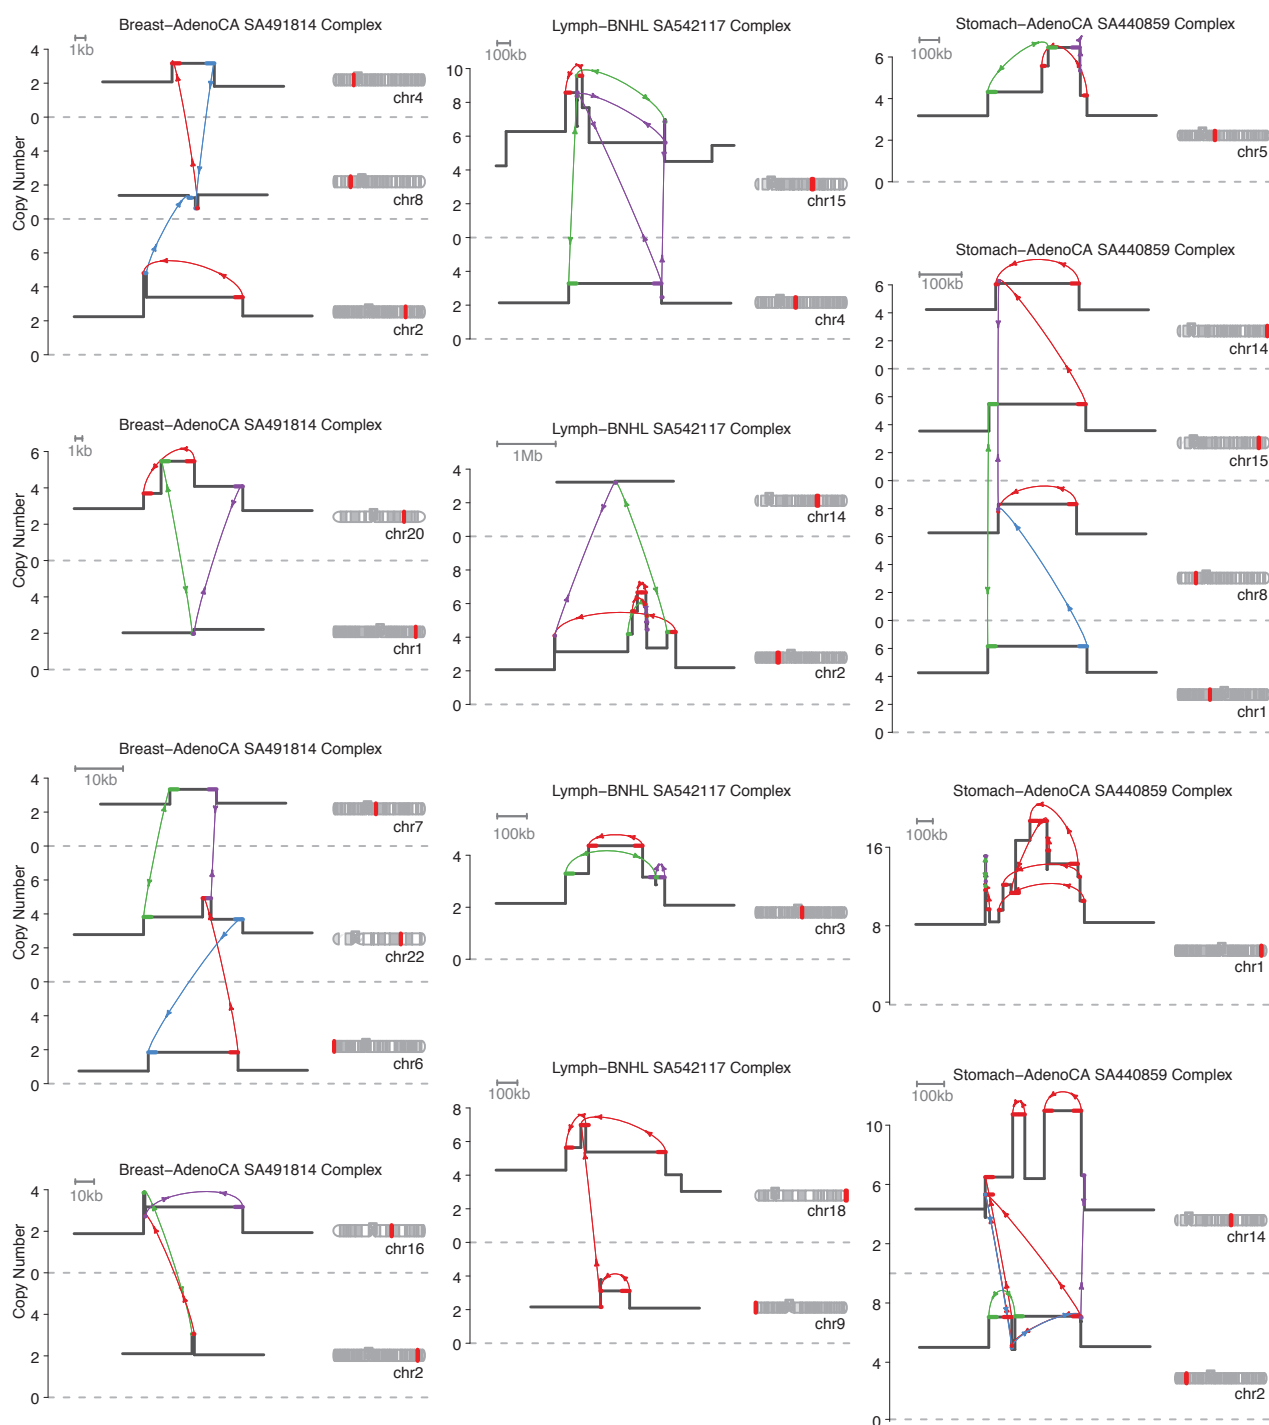 Breast−AdenoCA SA491814 Complex
1kb
4
2
0
4
2
0
6
4
2
0
Copy Number
chr4
chr8
chr2
Breast−AdenoCA SA491814 Complex
1kb
6
4
2
0
4
2
0
Copy Number
chr20
chr1
Breast−AdenoCA SA491814 Complex
10kb
4
2
0
6
4
2
0
4
2
0
Copy Number
chr7
chr22
chr6
Breast−AdenoCA SA491814 Complex
10kb
4
2
0
4
2
0
Copy Number
chr16
chr2
Lymph−BNHL SA542117 Complex
100kb
10
8
6
4
2
0
4
2
0
chr15
chr4
Lymph−BNHL SA542117 Complex
1Mb
4
2
0
6
4
2
0
chr14
chr2
Lymph−BNHL SA542117 Complex
100kb
4
2
0
chr3
Lymph−BNHL SA542117 Complex
100kb
8
6
4
2
0
4
2
0
chr18
chr9
Stomach−AdenoCA SA440859 Complex
100kb
6
4
2
0
chr5
Stomach−AdenoCA SA440859 Complex
100kb
6
4
2
0
6
4
2
0
8
6
2
0
6
4
2
0
chr14
chr15
chr8
chr1
Stomach−AdenoCA SA440859 Complex
100kb
16
8
0
chr1
Stomach−AdenoCA SA440859 Complex
100kb
10
6
2
8
4
0
chr14
chr2